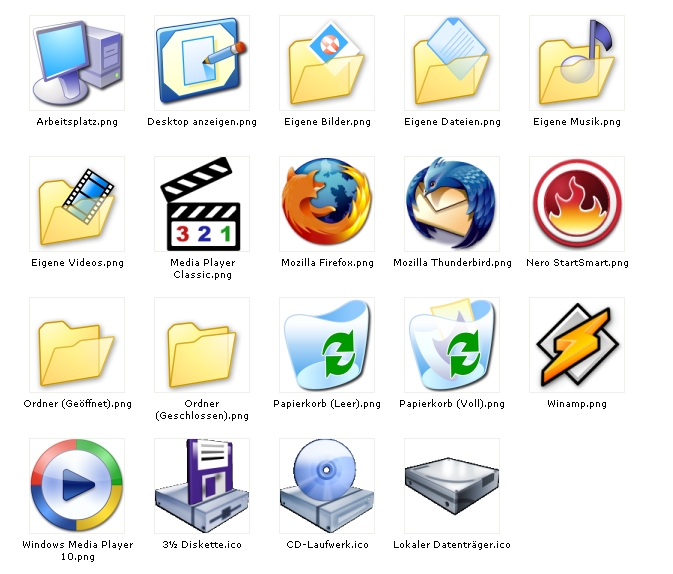 Arbeitsplatz.png
Desktop anzeigen.png
Eigene Bilder.png
Eigene Dateien.png
Eigene Musik.png
Eigene Videos.png
3 2 1
Media Player
Classic.png
Mozilla Firefox.png
Mozilla Thunderbird.png
Nero StartSmart.png
Ordner (Geöffnet).png
Ordner
(Geschlossen).png
Papierkorb (Leer).png
Papierkorb (Voll).png
Winamp.png
Windows Media Player
10.png
3½ Diskette.ico
CD-Laufwerk.ico
Lokaler Datenträger.ico